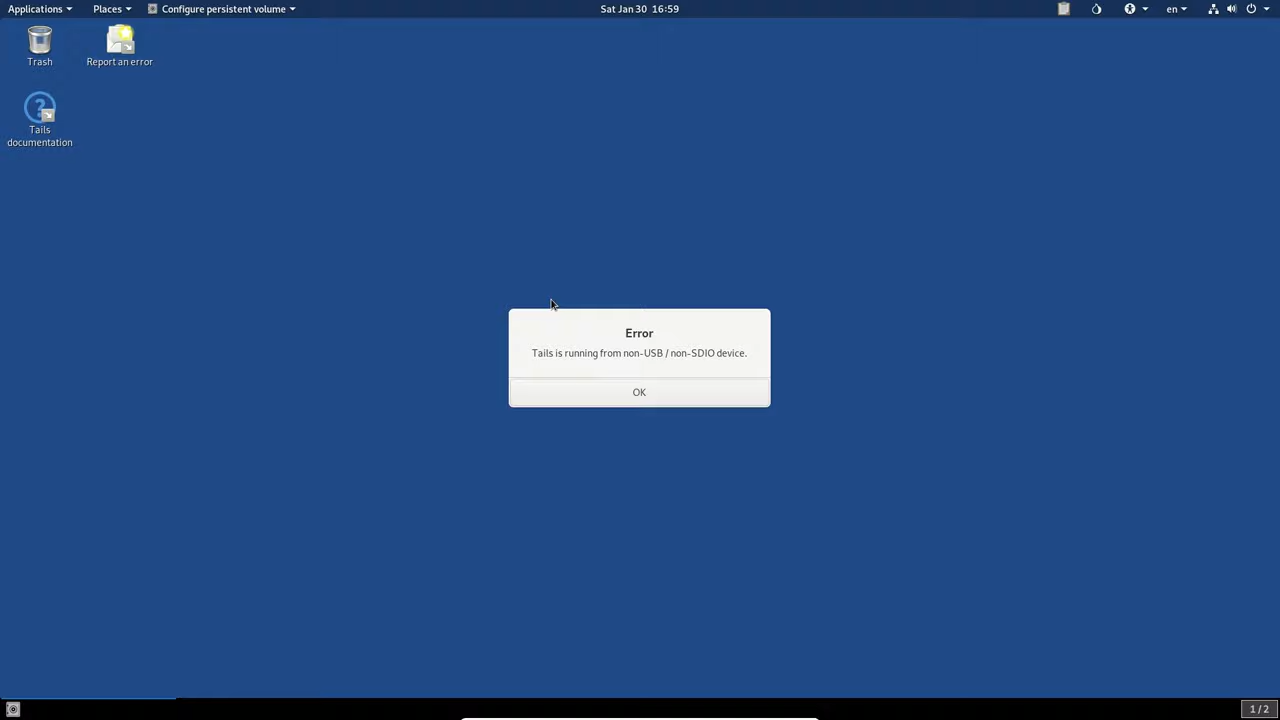 Applications Places Configure persistent volume Sat Jan 30 16:59 en
Trash
Report an error
Tails
documentation
Error
Tails is running from non-USB / non-SDIO device.
OK
1 / 2